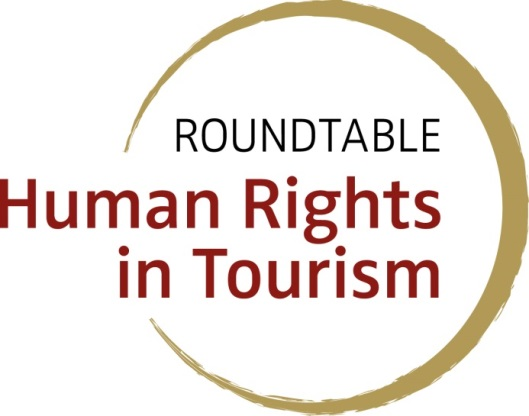 ROUNDTABLE
Human Rights
in Tourism